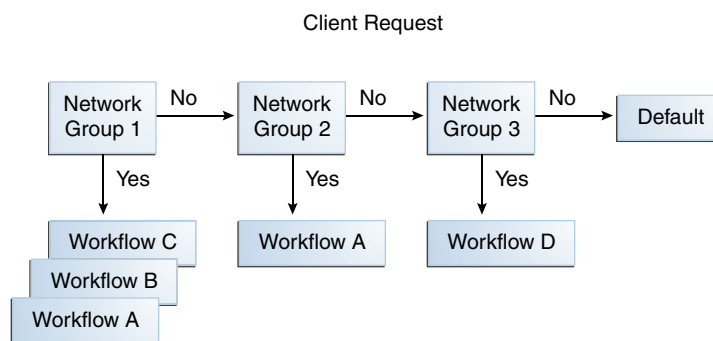 Client Request
Network
Group 1
No
Network
Group 2
No
Network
Group 3
No
Default
Yes
Yes
Yes
Workflow C
Workflow B
Workflow A
Workflow A
Workflow D